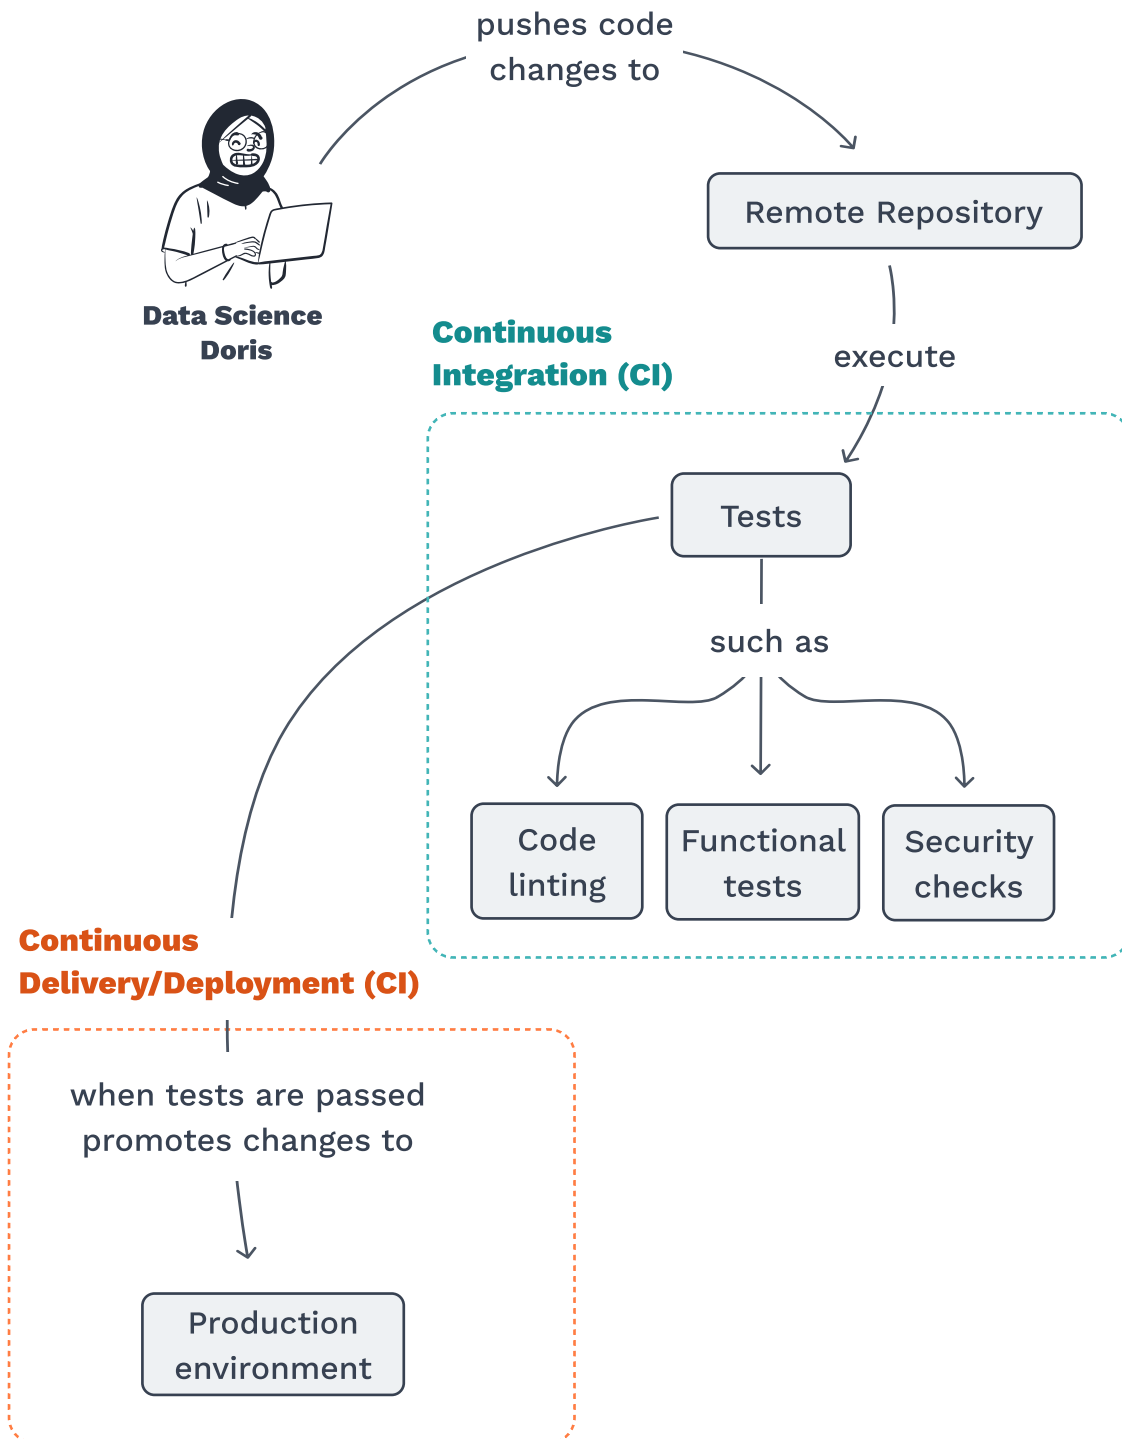 pushes code
changes to
Remote Repository
Data Science
Doris
execute
Continuous
Integration (CI)
Tests
such as
Code
linting
Functional
tests
Security
checks
Continuous
Delivery/Deployment (CI)
when tests are passed
promotes changes to
Production
environment